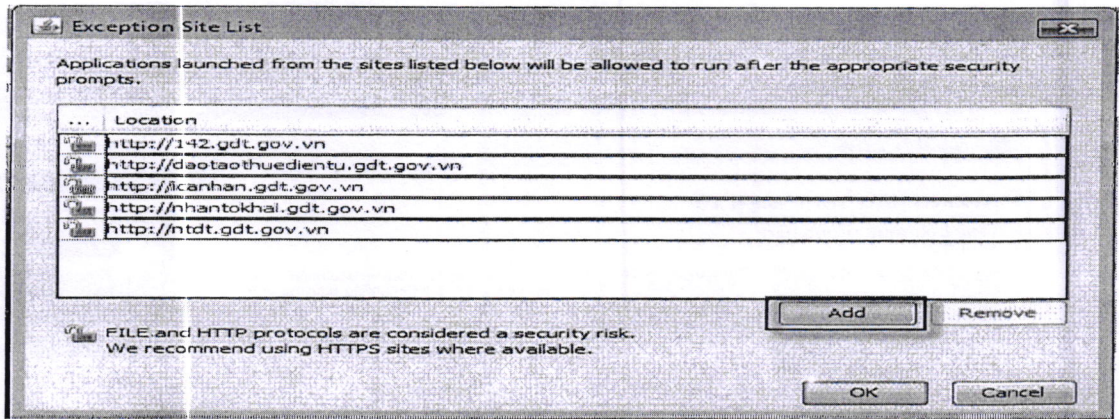 Exception Site List
Applications launched from the sites listed below will be allowed to run after the appropriate security
prompts.
... Location
http://142.gdt.gov.vn
http://daotaothuedientu.gdt.gov.vn
http://icanhan.gdt.gov.vn
http://nhantokhai.gdt.gov.vn
http://ntdt.gdt.gov.vn
Add Remove
FILE and HTTP protocols are considered a security risk.
We recommend using HTTPS sites where available.
OK Cancel